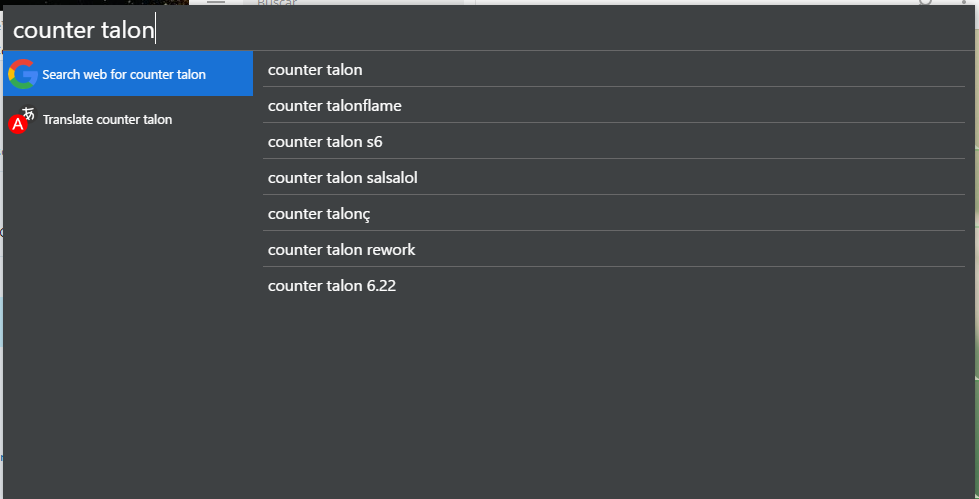 Buscar
counter talon
Search web for counter talon
Translate counter talon
counter talon
counter talonflame
counter talon s6
counter talon salsalol
counter talonç
counter talon rework
counter talon 6.22